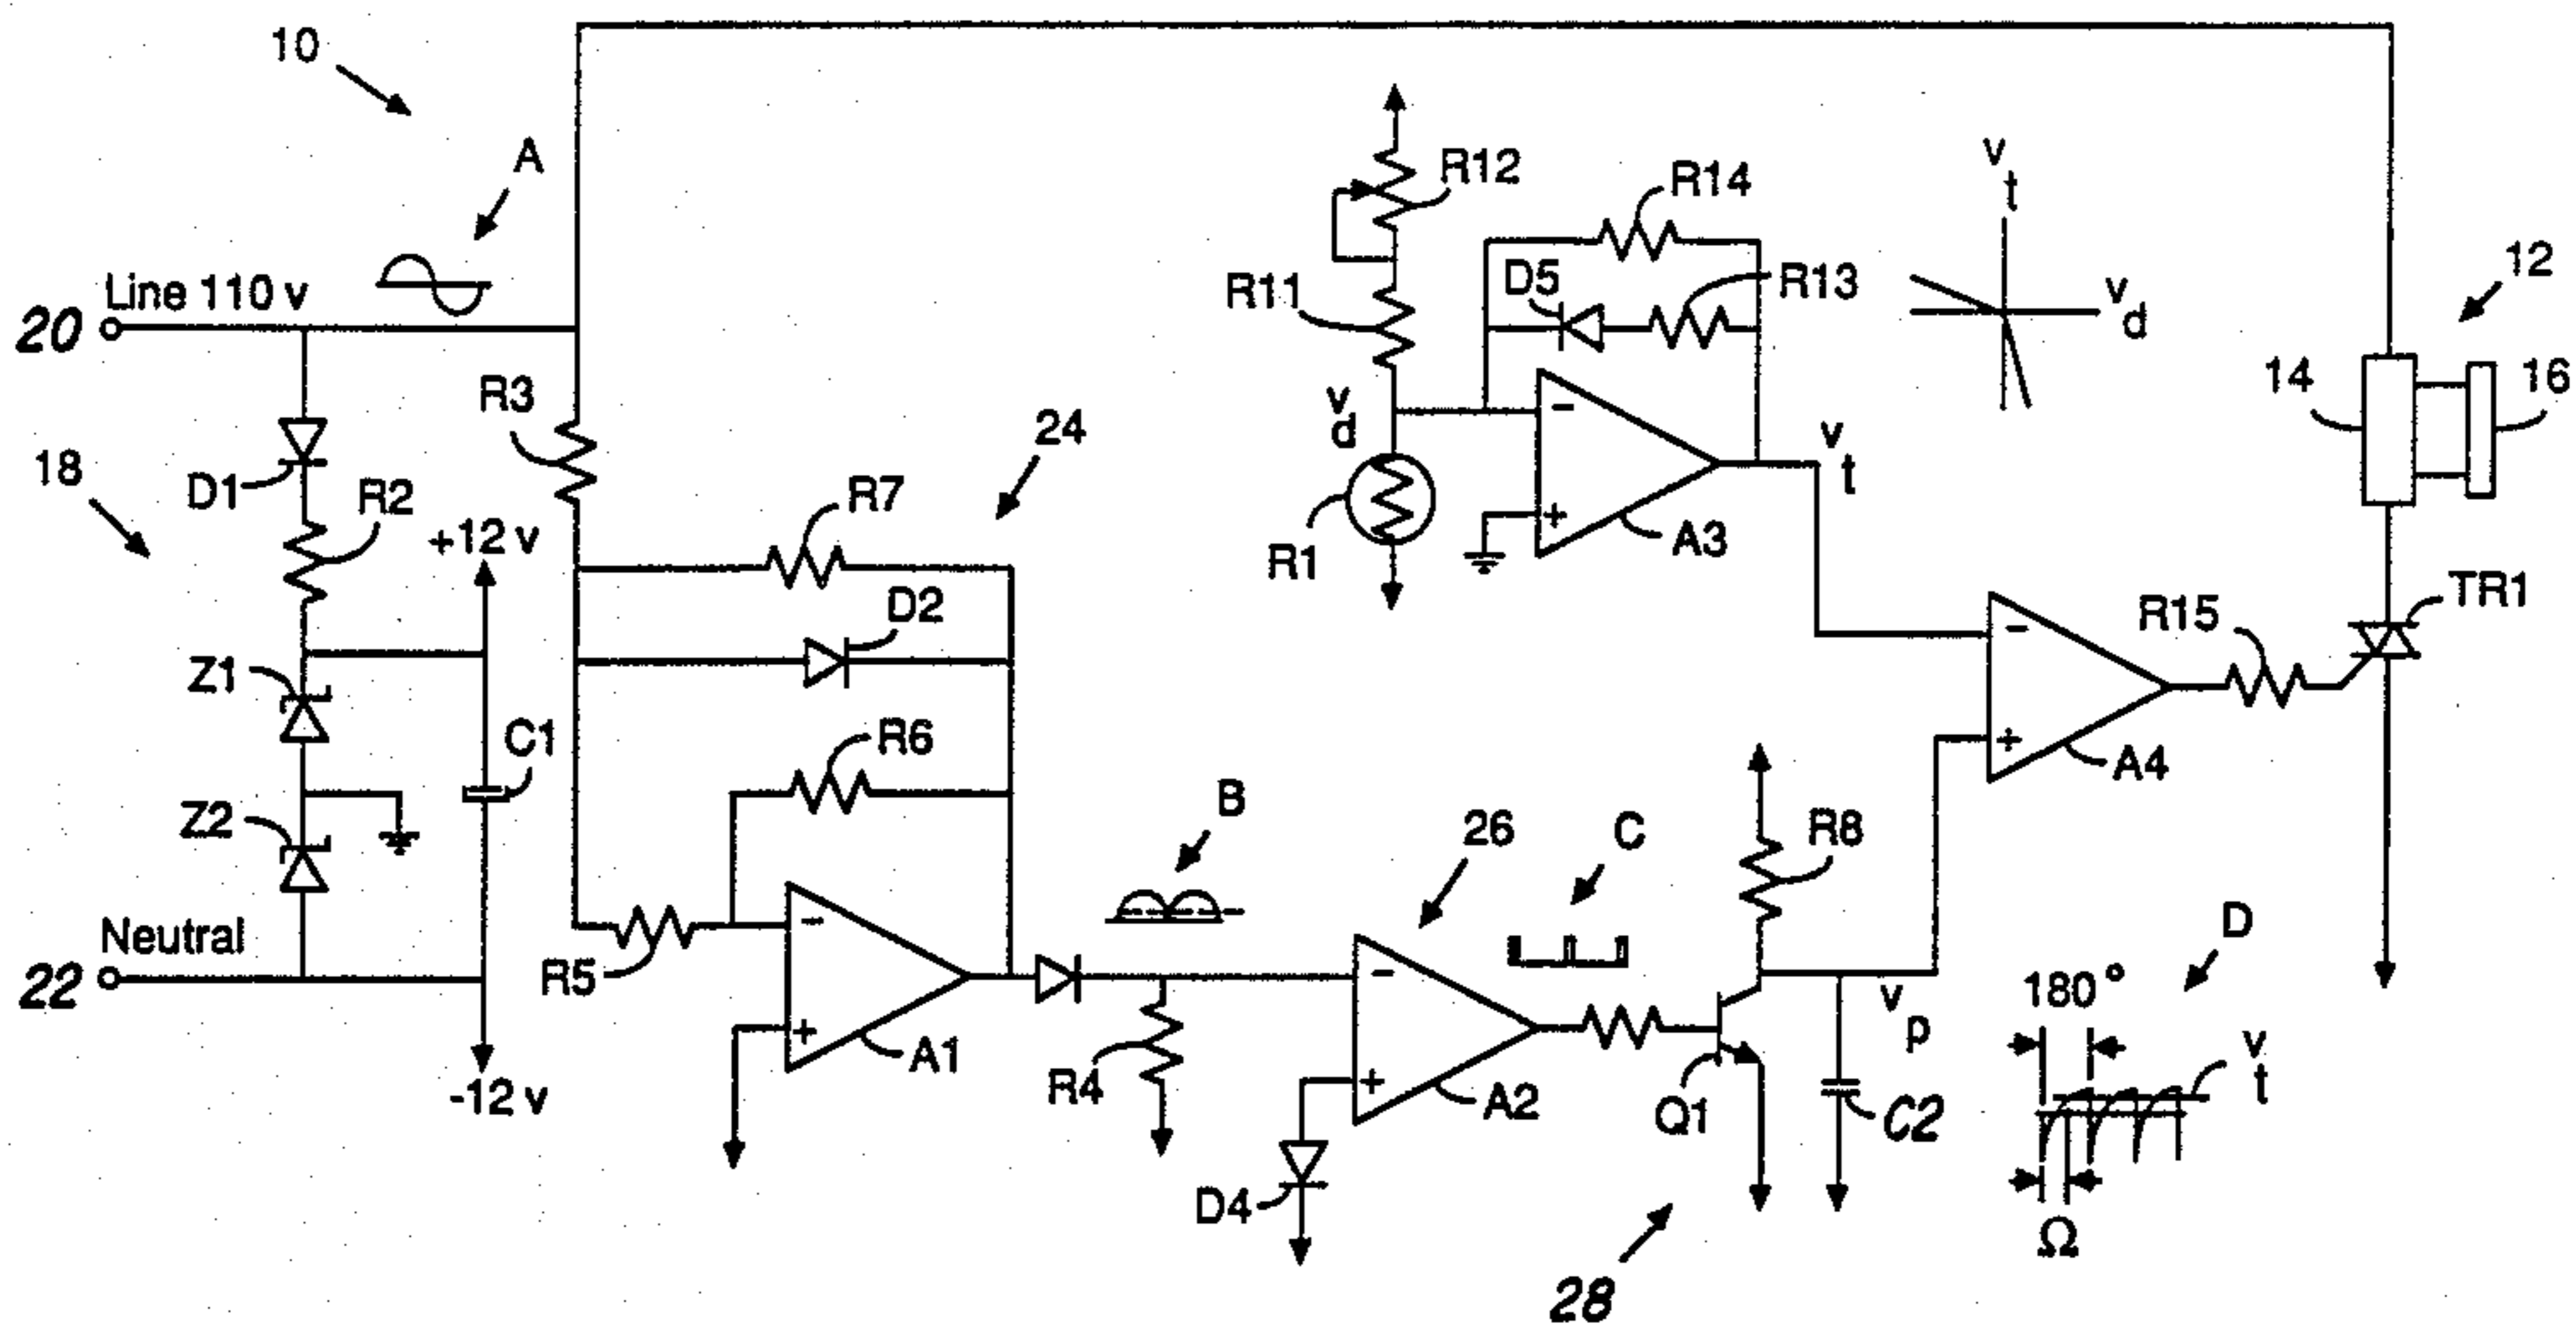 10
A
Line 110 v
20
18
D1
R2
+12 v
Z1
C1
Z2
Neutral
22
-12 v
R3
R7
24
D2
R6
R5
A1
B
R4
26
A2
D4
C
Q1
R8
v
p
C2
28
R12
R14
R11
D5
R13
v
d
R1
A3
v
t
v
t
v
d
12
14
16
A4
R15
TR1
D
180°
v
t
Ω